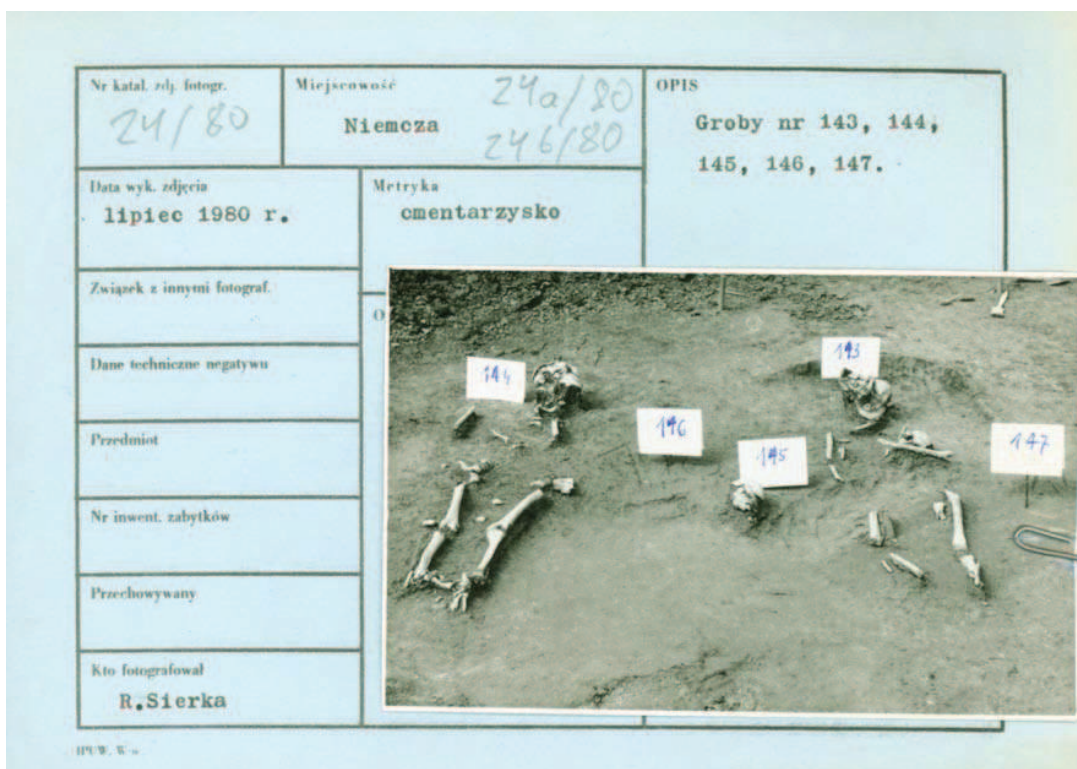 Nr katal. zdj. fotogr.
24/80
Miejscowość
24a/80
Niemcza
24b/80
OPIS
Groby nr 143, 144,
145, 146, 147.
Data wyk. zdjęcia
lipiec 1980 r.
Metryka
cmentarzysko
Związek z innymi fotograf.
O
Dane techniczne negatywu
Przedmiot
Nr inwent. zabytków
Przechowywany
Kto fotografował
R.Sierka
144
143
146
145
147